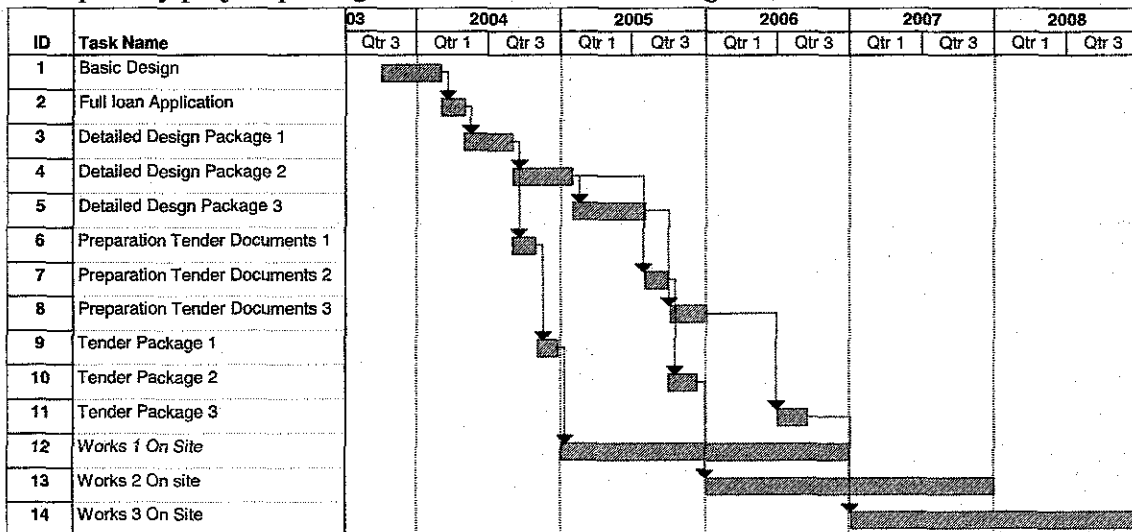 03 2004 2005 2006 2007 2008
ID Task Name Qtr 3 Qtr 1 Qtr 3 Qtr 1 Qtr 3 Qtr 1 Qtr 3 Qtr 1 Qtr 3 Qtr 1 Qtr 3
1 Basic Design
2 Full loan Application
3 Detailed Design Package 1
4 Detailed Design Package 2
5 Detailed Desgn Package 3
6 Preparation Tender Documents 1
7 Preparation Tender Documents 2
8 Preparation Tender Documents 3
9 Tender Package 1
10 Tender Package 2
11 Tender Package 3
12 Works 1 On Site
13 Works 2 On site
14 Works 3 On Site